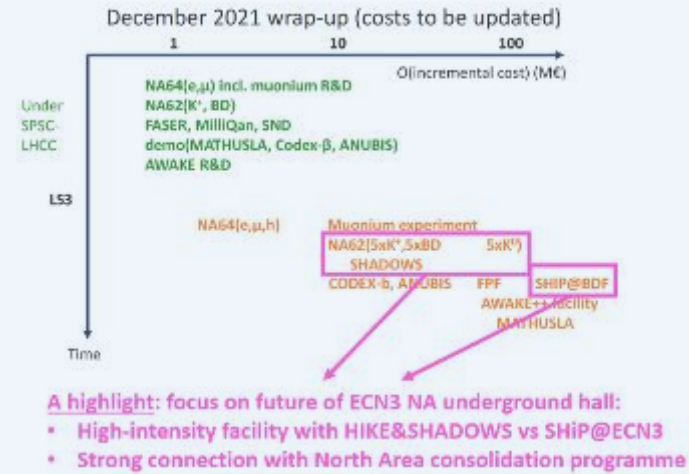 December 2021 wrap-up (costs to be updated)
1 10 100
O(incremental cost) (M€)
NA64(e,μ) incl. muonium R&D
Under NA62(K⁺, BD)
SPSC- FASER, MilliQan, SND
LHCC demo(MATHUSLA, Codex-β, ANUBIS)
AWAKE R&D
LS3
NA64(e,μ,h) Muonium experiment
NA62(5xK⁺,5xBD 5xK⁰)
SHADOWS
CODEX-b, ANUBIS FPF SHiP@BDF
AWAKE++ facility
MATHUSLA
Time
A highlight: focus on future of ECN3 NA underground hall:
• High-intensity facility with HIKE&SHADOWS vs SHiP@ECN3
• Strong connection with North Area consolidation programme